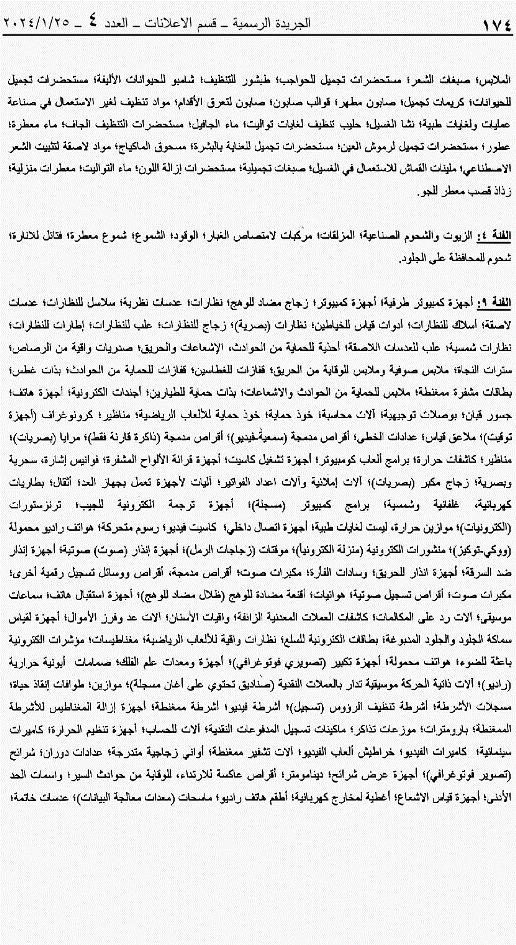 ١٧٤ الجريدة الرسمية ــ قسم الاعلانات ــ العدد ٤ ــ ٢٠٢٤/١/٢٥
الملابس؛ صبغات الشعر؛ مستحضرات تجميل للحواجب؛ طبشور للتنظيف؛ شامبو للحيوانات الأليفة؛ مستحضرات تجميل
للحيوانات؛ كريمات تجميل؛ صابون مطهر؛ قوالب صابون؛ صابون لتعرق الأقدام؛ مواد تنظيف لغير الاستعمال في صناعة
عمليات ولغايات طبية؛ نشا الغسيل؛ حليب تنظيف لغايات تواليت؛ ماء الجافيل؛ مستحضرات التنظيف الجاف؛ ماء معطرة؛
عطور؛ مستحضرات تجميل لرموش العين؛ مستحضرات تجميل للعناية بالبشرة؛ مسحوق الماكياج؛ مواد لاصقة لتثبيت الشعر
الاصطناعي؛ ملينات القماش للاستعمال في الغسيل؛ صبغات تجميلية؛ مستحضرات إزالة اللون؛ ماء التواليت؛ معطرات منزلية؛
رذاذ قصب معطر للجو.
الفئة ٤: الزيوت والشحوم الصناعية؛ المزلقات؛ مركبات لامتصاص الغبار؛ الوقود؛ الشموع؛ شموع معطرة؛ فتائل للانارة؛
شحوم للمحافظة على الجلود.
الفئة ٩: أجهزة كمبيوتر طرفية؛ أجهزة كمبيوتر؛ زجاج مضاد للوهج؛ نظارات؛ عدسات نظرية؛ سلاسل للنظارات؛ عدسات
لاصقة؛ أسلاك للنظارات؛ أدوات قياس للخياطين؛ نظارات (بصرية)؛ زجاج للنظارات؛ علب للنظارات؛ إطارات للنظارات؛
نظارات شمسية؛ علب للعدسات اللاصقة؛ أحذية للحماية من الحوادث، الإشعاعات والحريق؛ صدريات واقية من الرصاص؛
سترات النجاة؛ ملابس صوفية وملابس للوقاية من الحريق؛ قفازات للغطاسين؛ قفازات للحماية من الحوادث؛ بذات غطس؛
بطاقات مشفرة ممغنطة؛ ملابس للحماية من الحوادث والاشعاعات؛ بذات حماية للطيارين؛ أجندات الكترونية؛ أجهزة هاتف؛
جسور قبان؛ بوصلات توجيهية؛ آلات محاسبة؛ خوذ حماية؛ خوذ حماية للألعاب الرياضية؛ مناظير؛ كرونوغراف (أجهزة
توقيت)؛ ملاعق قياس؛ عدادات الخطى؛ أقراص مدمجة (سمعية-فيديو)؛ أقراص مدمجة (ذاكرة قارئة فقط)؛ مرايا (بصريات)؛
مناظير؛ كاشفات حرارة؛ برامج ألعاب كومبيوتر؛ أجهزة تشغيل كاسيت؛ أجهزة قرائة الألواح المشفرة؛ فوانيس إشارة، سحرية
وبصرية؛ زجاج مكبر (بصريات)؛ آلات إملائية وآلات اعداد الفواتير؛ آليات لأجهزة تعمل بجهاز العد؛ أثقال؛ بطاريات
كهربائية، غلفانية وشمسية؛ برامج كمبيوتر (مسجلة)؛ أجهزة ترجمة الكترونية للجيب؛ ترنزستورات
(الكترونيات)؛ موازين حرارة، ليست لغايات طبية؛ أجهزة اتصال داخلي؛ كاسيت فيديو؛ رسوم متحركة؛ هواتف راديو محمولة
(ووكي-توكيز)؛ منشورات الكترونية (منزلة الكترونيا)؛ موقتات (زجاجات الرمل)؛ أجهزة إنذار (صوت) صوتية؛ أجهزة إنذار
ضد السرقة؛ أجهزة انذار للحريق؛ وسادات الفأرة؛ مكبرات صوت؛ أقراص مدمجة، أقراص ووسائل تسجيل رقمية أخرى؛
مكبرات صوت؛ أقراص تسجيل صوتية؛ هوائيات؛ أقنعة مضادة للوهج (ظلال مضاد للوهج)؛ أجهزة استقبال هاتف؛ سماعات
موسيقى؛ آلات رد على المكالمات؛ كاشفات العملات المعدنية الزائفة؛ واقيات الأسنان؛ آلات عد وفرز الأموال؛ أجهزة لقياس
سماكة الجلود والجلود المدبوغة؛ بطاقات الكترونية للسلع؛ نظارات واقية للألعاب الرياضية؛ مغناطيسات؛ مؤشرات الكترونية
باعثة للضوء؛ هواتف محمولة؛ أجهزة تكبير (تصويري فوتوغرافي)؛ أجهزة ومعدات علم الفلك؛ صمامات أيونية حرارية
(راديو)؛ آلات ذاتية الحركة موسيقية تدار بالعملات النقدية (صناديق تحتوي على أغان مسجلة)؛ موازين؛ طوافات إنقاذ حياة؛
مسجلات الأشرطة؛ أشرطة تنظيف الرؤوس (تسجيل)؛ أشرطة فيديو؛ أشرطة ممغنطة؛ أجهزة إزالة المغناطيس للأشرطة
الممغنطة؛ بارومترات؛ موزعات تذاكر؛ ماكينات تسجيل المدفوعات النقدية؛ آلات للحساب؛ أجهزة تنظيم الحرارة؛ كاميرات
سينمائية؛ كاميرات الفيديو؛ خراطيش ألعاب الفيديو؛ آلات تشفير ممغنطة؛ أواني زجاجية متدرجة؛ عدادات دوران؛ شرائح
(تصوير فوتوغرافي)؛ أجهزة عرض شرائح؛ دينامومتر؛ أقراص عاكسة للارتداء، للوقاية من حوادث السير؛ واسمات الحد
الأدنى؛ أجهزة قياس الاشعاع؛ أغطية لمخارج كهربائية؛ أطقم هاتف راديو؛ ماسحات (معدات معالجة البيانات)؛ عدسات خاتمة؛